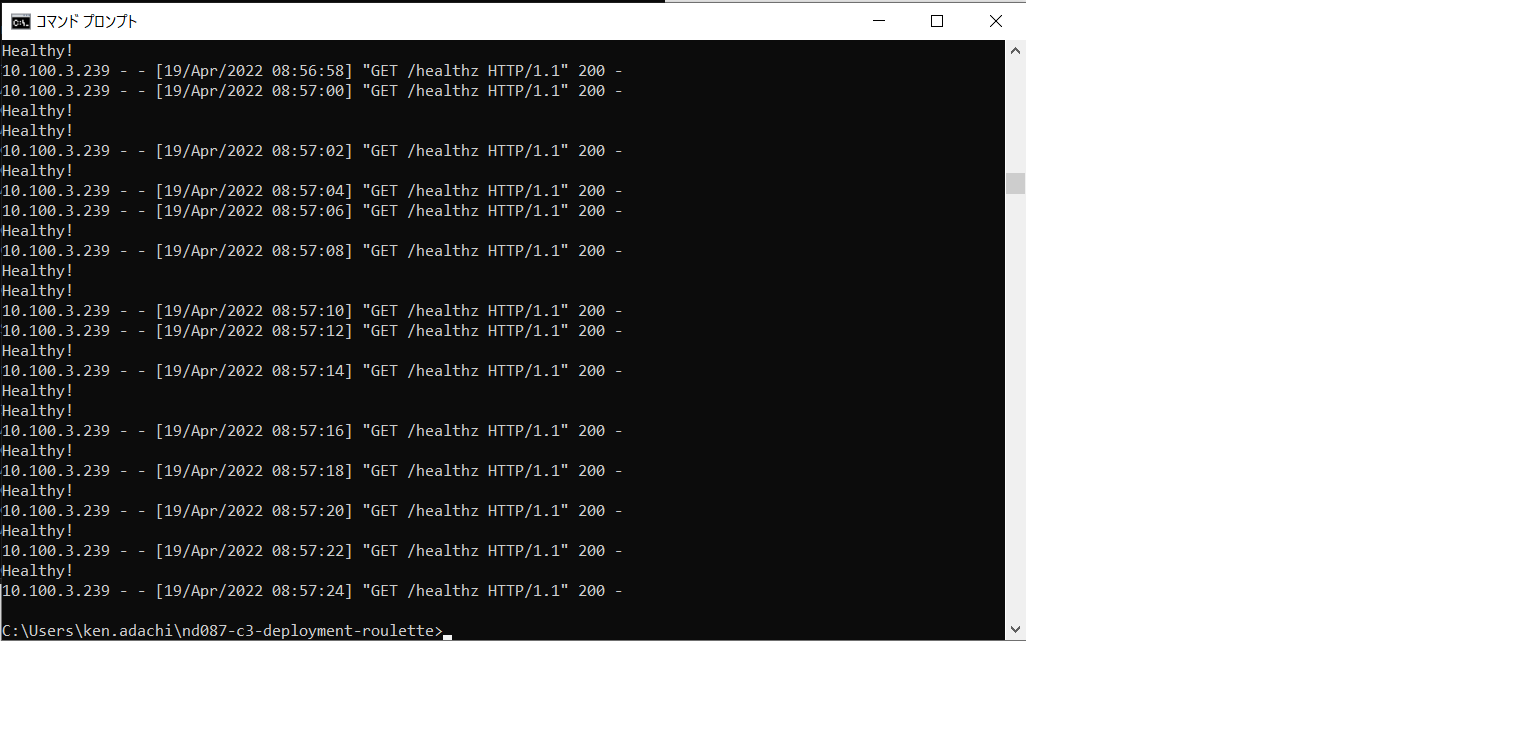 コマンド プロンプト
Healthy!
10.100.3.239 - - [19/Apr/2022 08:56:58] "GET /healthz HTTP/1.1" 200 -
10.100.3.239 - - [19/Apr/2022 08:57:00] "GET /healthz HTTP/1.1" 200 -
Healthy!
Healthy!
10.100.3.239 - - [19/Apr/2022 08:57:02] "GET /healthz HTTP/1.1" 200 -
Healthy!
10.100.3.239 - - [19/Apr/2022 08:57:04] "GET /healthz HTTP/1.1" 200 -
10.100.3.239 - - [19/Apr/2022 08:57:06] "GET /healthz HTTP/1.1" 200 -
Healthy!
10.100.3.239 - - [19/Apr/2022 08:57:08] "GET /healthz HTTP/1.1" 200 -
Healthy!
Healthy!
10.100.3.239 - - [19/Apr/2022 08:57:10] "GET /healthz HTTP/1.1" 200 -
10.100.3.239 - - [19/Apr/2022 08:57:12] "GET /healthz HTTP/1.1" 200 -
Healthy!
10.100.3.239 - - [19/Apr/2022 08:57:14] "GET /healthz HTTP/1.1" 200 -
Healthy!
Healthy!
10.100.3.239 - - [19/Apr/2022 08:57:16] "GET /healthz HTTP/1.1" 200 -
Healthy!
10.100.3.239 - - [19/Apr/2022 08:57:18] "GET /healthz HTTP/1.1" 200 -
Healthy!
10.100.3.239 - - [19/Apr/2022 08:57:20] "GET /healthz HTTP/1.1" 200 -
Healthy!
10.100.3.239 - - [19/Apr/2022 08:57:22] "GET /healthz HTTP/1.1" 200 -
Healthy!
10.100.3.239 - - [19/Apr/2022 08:57:24] "GET /healthz HTTP/1.1" 200 -
C:\Users\ken.adachi\nd087-c3-deployment-roulette>